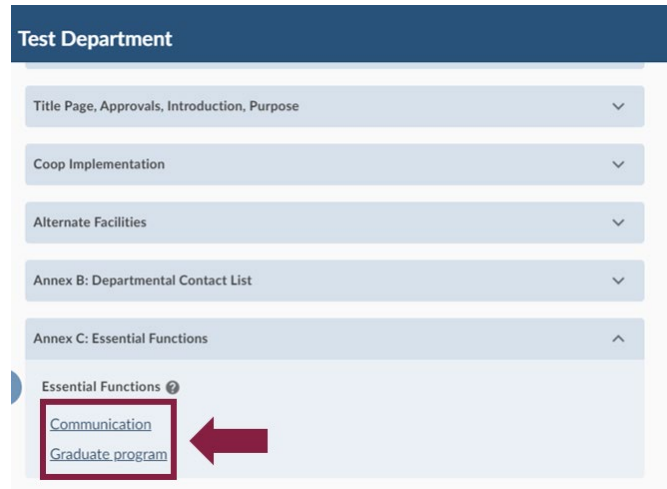 Test Department
Title Page, Approvals, Introduction, Purpose
Coop Implementation
Alternate Facilities
Annex B: Departmental Contact List
Annex C: Essential Functions
Essential Functions ?
Communication
Graduate program